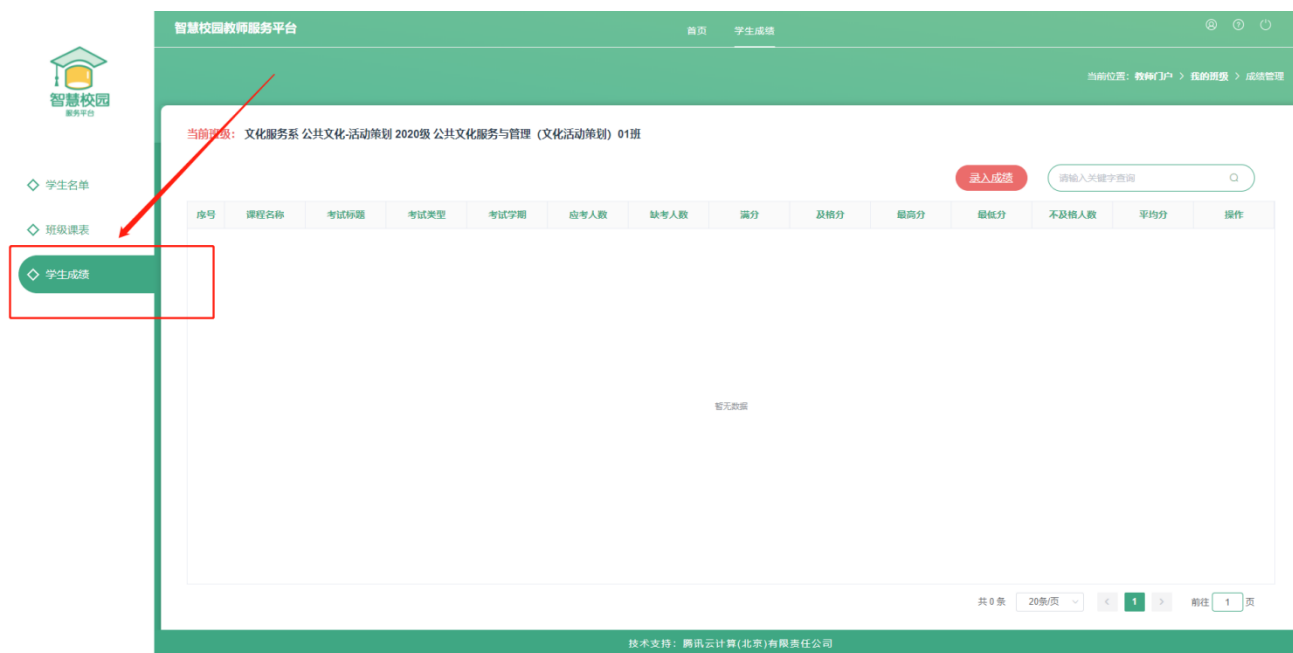 智慧校园教师服务平台
首页 学生成绩
当前位置：教师门户 > 我的班级 > 成绩管理
智慧校园
服务平台
当前班级： 文化服务系 公共文化-活动策划 2020级 公共文化服务与管理（文化活动策划）01班
学生名单
录入成绩 请输入关键字查询
序号 课程名称 考试标题 考试类型 考试学期 应考人数 缺考人数 满分 及格分 最高分 最低分 不及格人数 平均分 操作
班级课表
学生成绩
暂无数据
共 0 条 20条/页 < 1 > 前往 1 页
技术支持：腾讯云计算(北京)有限责任公司